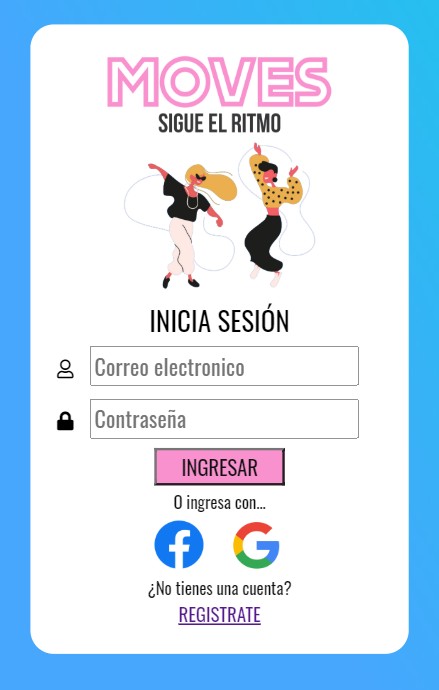 MOVES
SIGUE EL RITMO
INICIA SESIÓN
Correo electronico
Contraseña
INGRESAR
O ingresa con...
¿No tienes una cuenta?
REGISTRATE